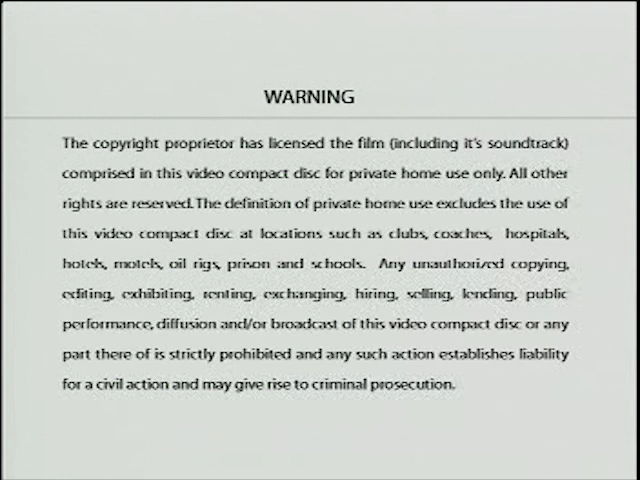 WARNING
The copyright proprietor has licensed the film (including it's soundtrack)
comprised in this video compact disc for private home use only. All other
rights are reserved. The definition of private home use excludes the use of
this video compact disc at locations such as clubs, coaches, hospitals,
hotels, motels, oil rigs, prison and schools. Any unauthorized copying,
editing, exhibiting, renting, exchanging, hiring, selling, lending, public
performance, diffusion and/or broadcast of this video compact disc or any
part there of is strictly prohibited and any such action establishes liability
for a civil action and may give rise to criminal prosecution.